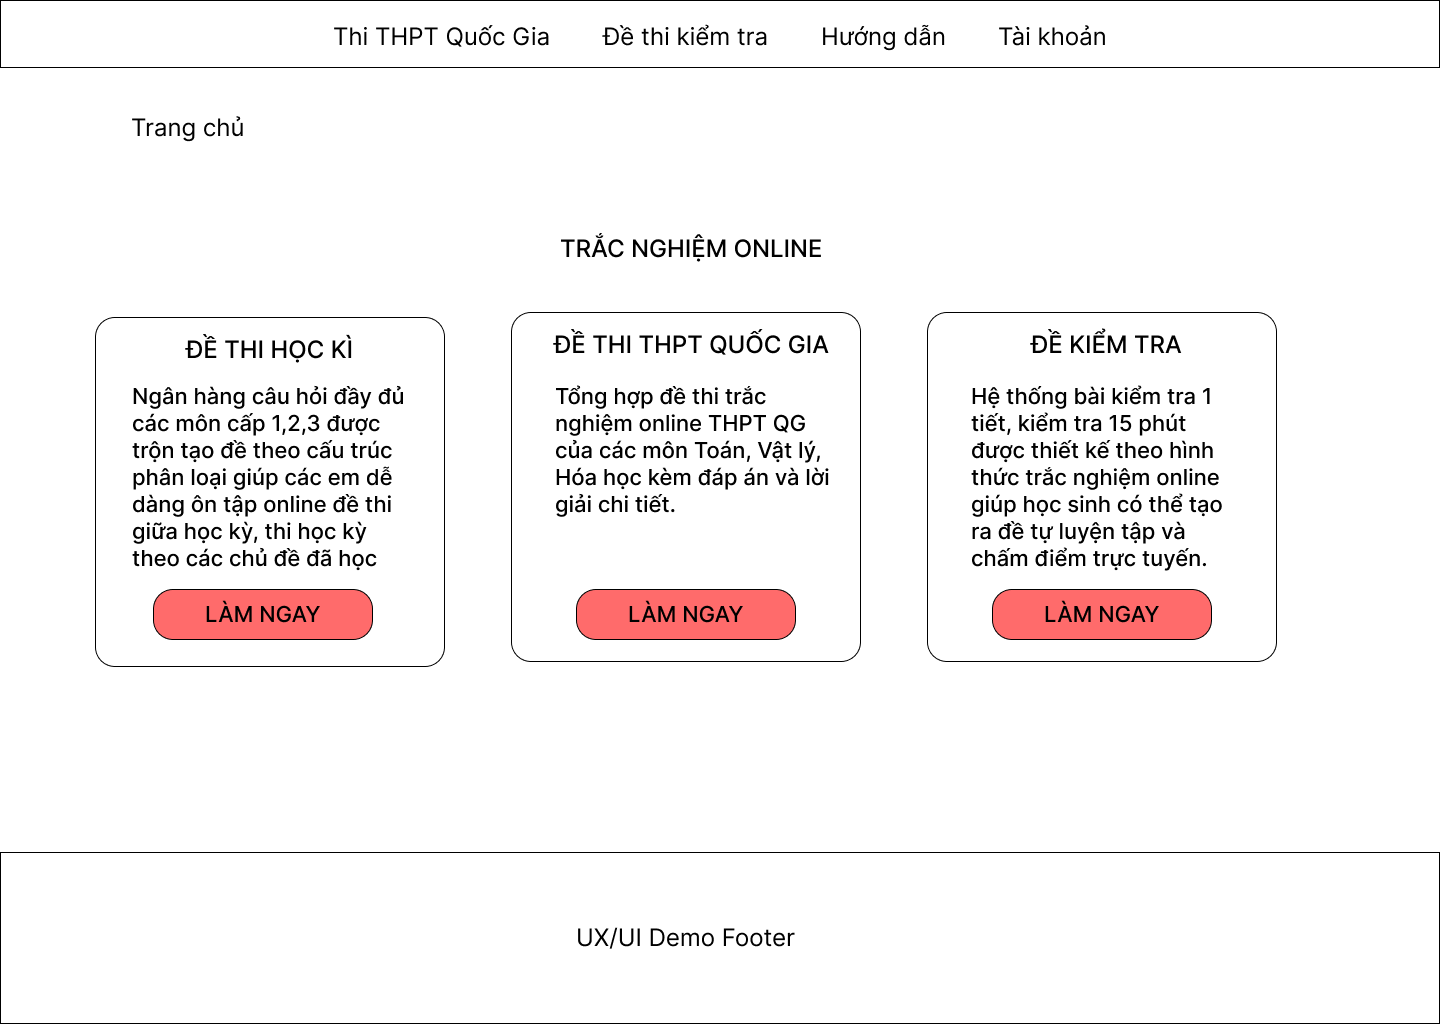 Thi THPT Quốc Gia
Đề thi kiểm tra
Hướng dẫn
Tài khoản
Trang chủ
TRẮC NGHIỆM ONLINE
ĐỀ THI HỌC KÌ
Ngân hàng câu hỏi đầy đủ
các môn cấp 1,2,3 được
trộn tạo đề theo cấu trúc
phân loại giúp các em dễ
dàng ôn tập online đề thi
giữa học kỳ, thi học kỳ
theo các chủ đề đã học
LÀM NGAY
ĐỀ THI THPT QUỐC GIA
Tổng hợp đề thi trắc
nghiệm online THPT QG
của các môn Toán, Vật lý,
Hóa học kèm đáp án và lời
giải chi tiết.
LÀM NGAY
ĐỀ KIỂM TRA
Hệ thống bài kiểm tra 1
tiết, kiểm tra 15 phút
được thiết kế theo hình
thức trắc nghiệm online
giúp học sinh có thể tạo
ra đề tự luyện tập và
chấm điểm trực tuyến.
LÀM NGAY
UX/UI Demo Footer